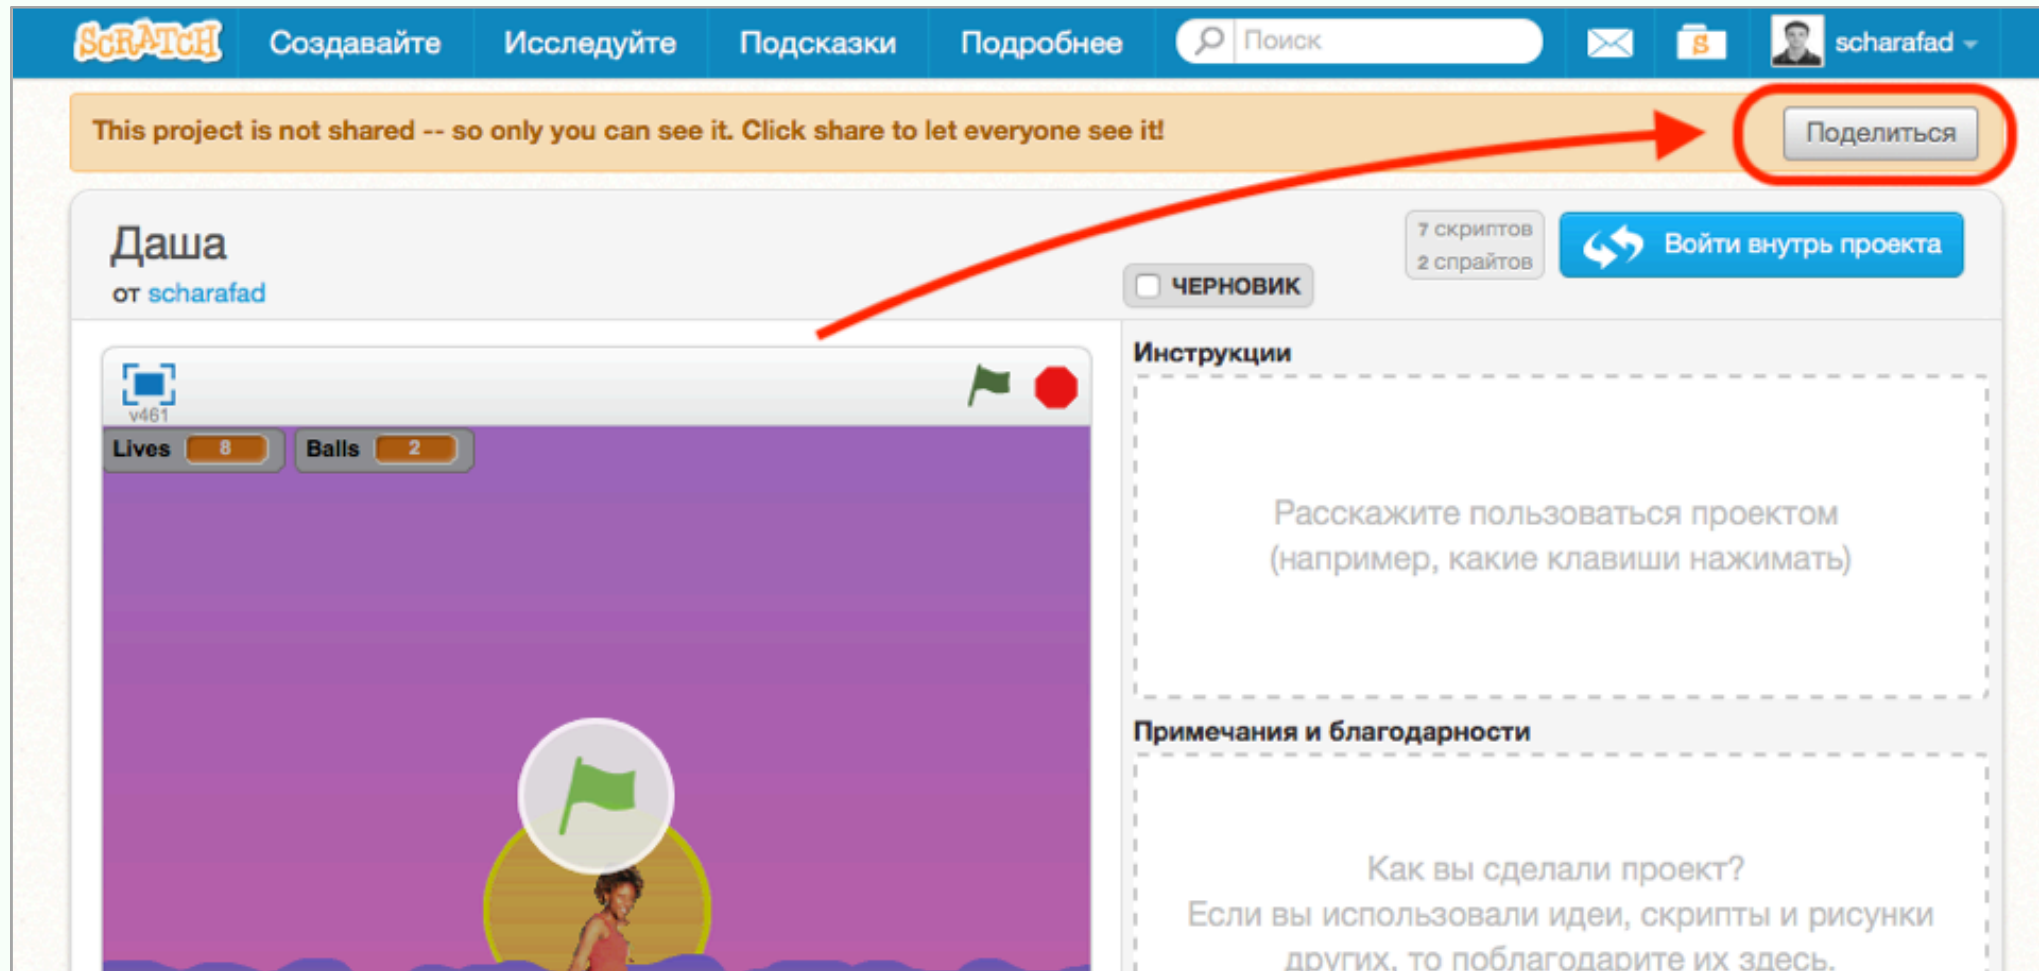 SCRATCH Создавайте Исследуйте Подсказки Подробнее Поиск S scharafad
This project is not shared -- so only you can see it. Click share to let everyone see it! Поделиться
Даша
от scharafad
ЧЕРНОВИК
7 скриптов
2 спрайтов
Войти внутрь проекта
v461
Lives 8 Balls 2
Инструкции
Расскажите пользоваться проектом
(например, какие клавиши нажимать)
Примечания и благодарности
Как вы сделали проект?
Если вы использовали идеи, скрипты и рисунки
других, то поблагодарите их здесь.